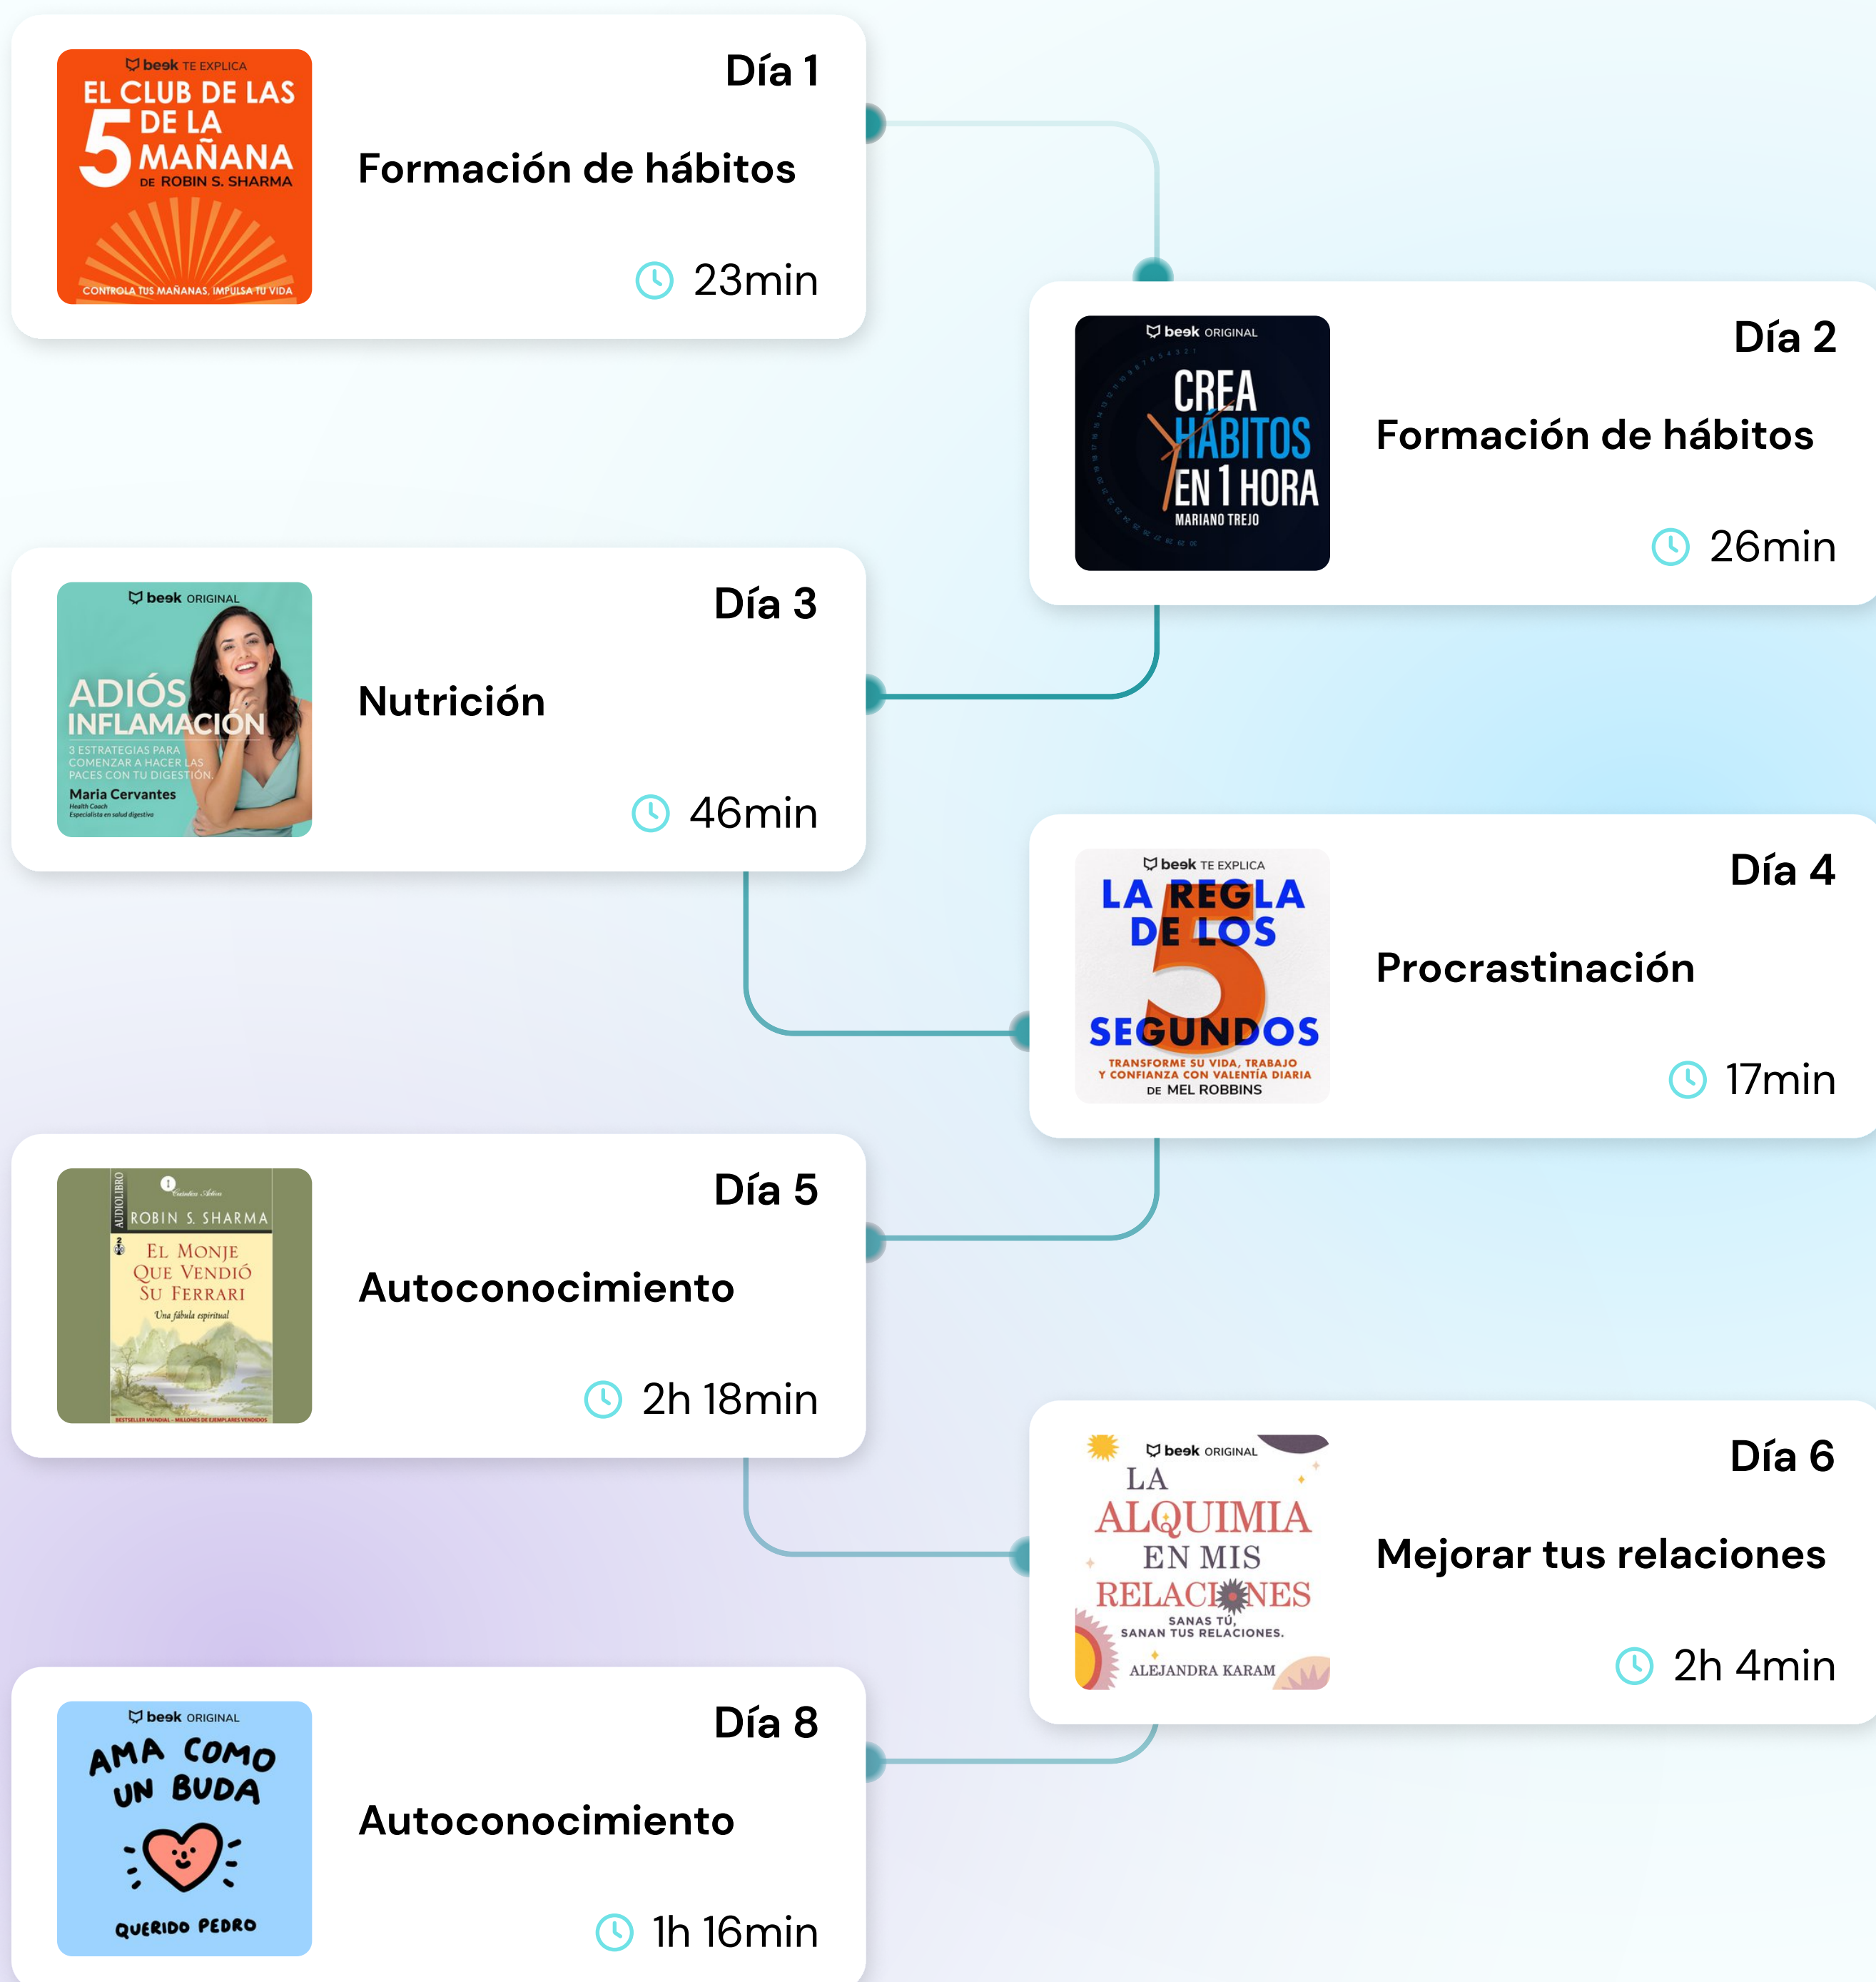 Día 1
beek TE EXPLICA
EL CLUB DE LAS
5 DE LA
MAÑANA
DE ROBIN S. SHARMA
CONTROLA TUS MAÑANAS, IMPULSA TU VIDA
Formación de hábitos
23min
Día 2
beek ORIGINAL
CREA
HÁBITOS
EN 1 HORA
MARIANO TREJO
Formación de hábitos
26min
Día 3
beek ORIGINAL
ADIÓS
INFLAMACIÓN
3 ESTRATEGIAS PARA
COMENZAR A HACER LAS
PACES CON TU DIGESTIÓN.
Maria Cervantes
Health Coach
Especialista en salud digestiva
Nutrición
46min
Día 4
beek TE EXPLICA
LA REGLA
DE LOS
5
SEGUNDOS
TRANSFORME SU VIDA, TRABAJO
Y CONFIANZA CON VALENTÍA DIARIA
DE MEL ROBBINS
Procrastinación
17min
Día 5
AUDIOLIBRO
ROBIN S. SHARMA
EL MONJE
QUE VENDIÓ
SU FERRARI
Una fábula espiritual
BESTSELLER MUNDIAL - MILLONES DE EJEMPLARES VENDIDOS
Autoconocimiento
2h 18min
Día 6
beek ORIGINAL
LA
ALQUIMIA
EN MIS
RELACIONES
SANAS TÚ,
SANAN TUS RELACIONES.
ALEJANDRA KARAM
Mejorar tus relaciones
2h 4min
Día 8
beek ORIGINAL
AMA COMO
UN BUDA
QUERIDO PEDRO
Autoconocimiento
1h 16min